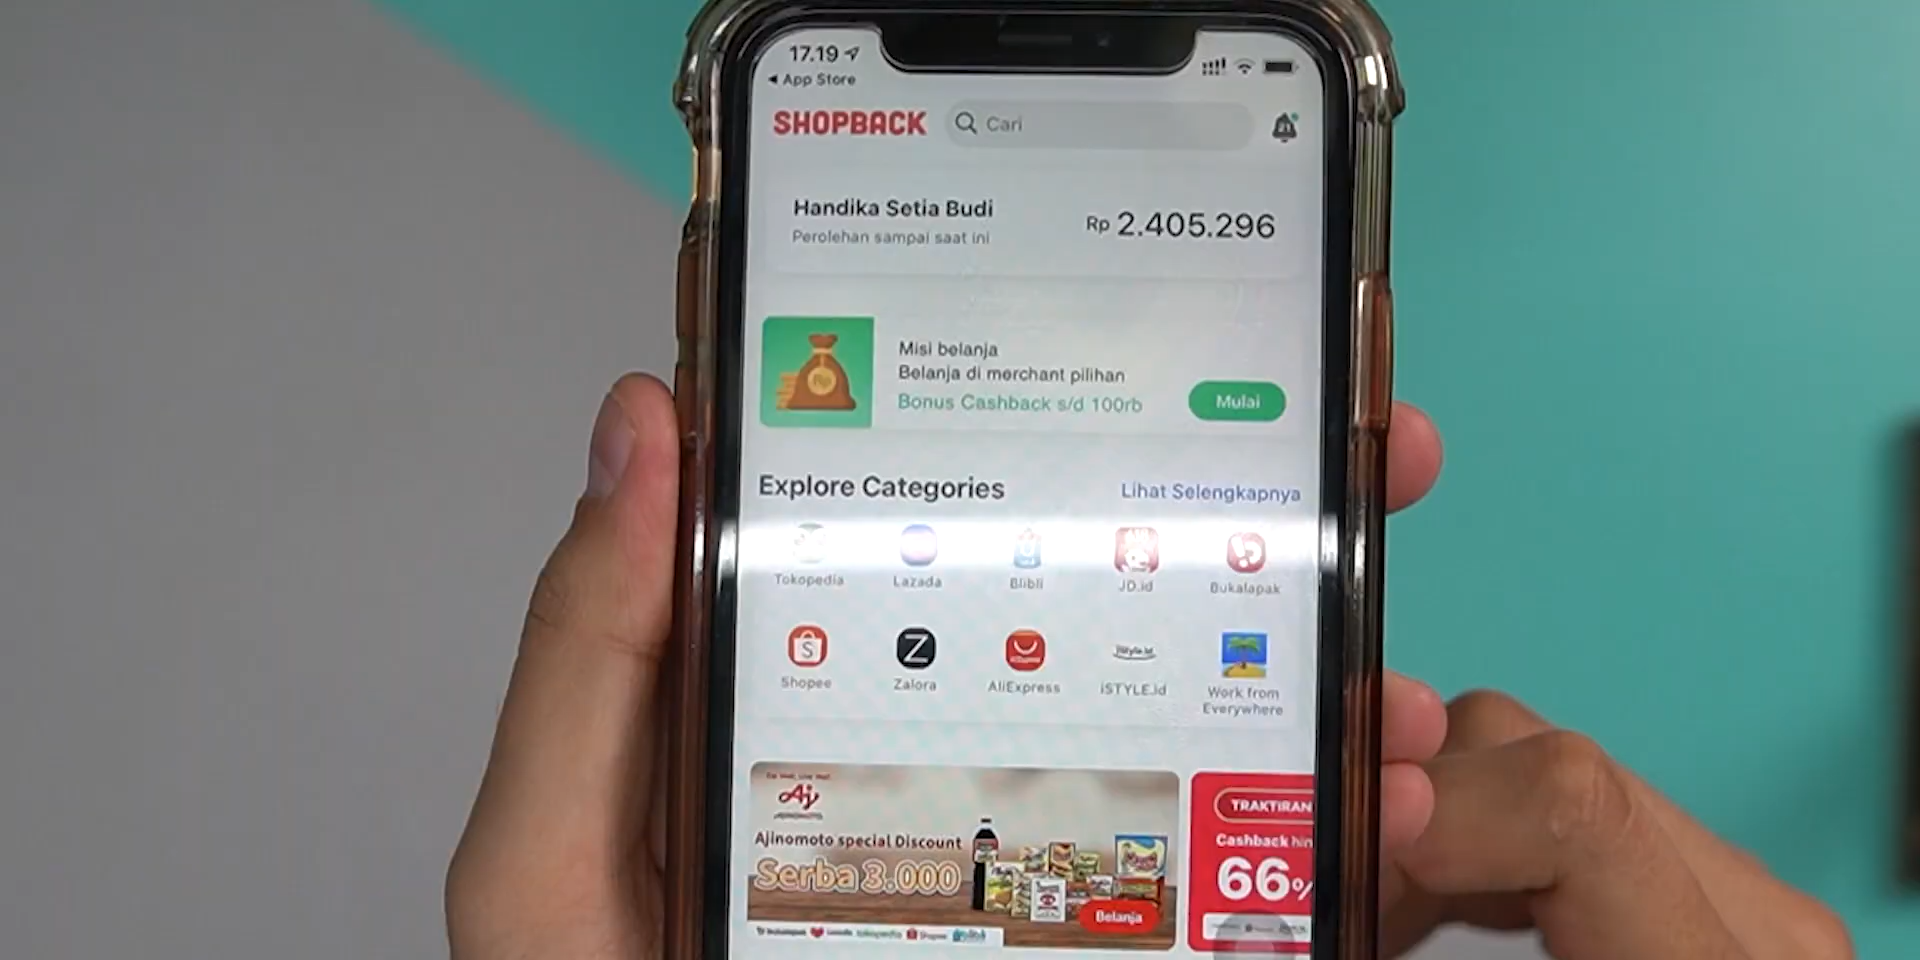 17.19
App Store
SHOPBACK
Cari
Handika Setia Budi
Perolehan sampai saat ini
Rp 2.405.296
Misi belanja
Belanja di merchant pilihan
Bonus Cashback s/d 100rb
Mulai
Explore Categories
Lihat Selengkapnya
Tokopedia
Lazada
Blibli
JD.id
Bukalapak
Shopee
Zalora
AliExpress
iSTYLE.id
Work from
Everywhere
Ajinomoto special Discount
Serba 3.000
Belanja
TRAKTIRAN
Cashback hin
66%